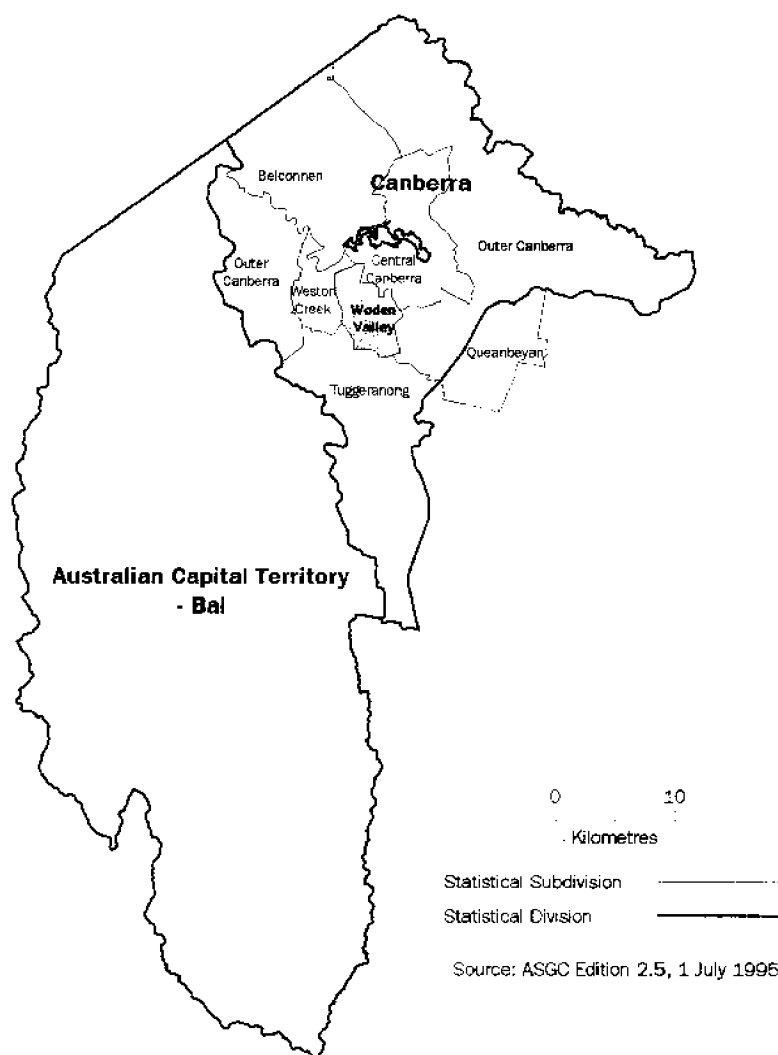 Belconnen
Canberra
Outer
Canberra
Outer Canberra
Central
Canberra
Weston
Creek
Woden
Valley
Queanbeyan
Tuggeranong
Australian Capital Territory
- Bal
0 10
Kilometres
Statistical Subdivision
Statistical Division
Source: ASGC Edition 2.5, 1 July 1995